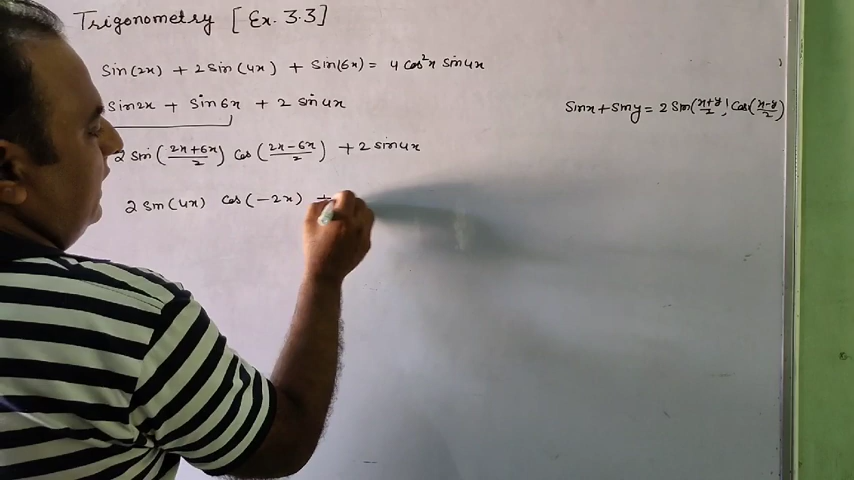 Trigonometry [Ex. 3.3]
Sin(2x) + 2 Sin(4x) + Sin(6x) = 4 cos²x sin4x
Sin2x + Sin6x + 2 sin4x
Sinx + Siny = 2 Sin(x+y/2) Cos(x-y/2)
2 Sin(2x+6x/2) Cos(2x-6x/2) + 2 sin4x
2 Sin(4x) Cos(-2x) +